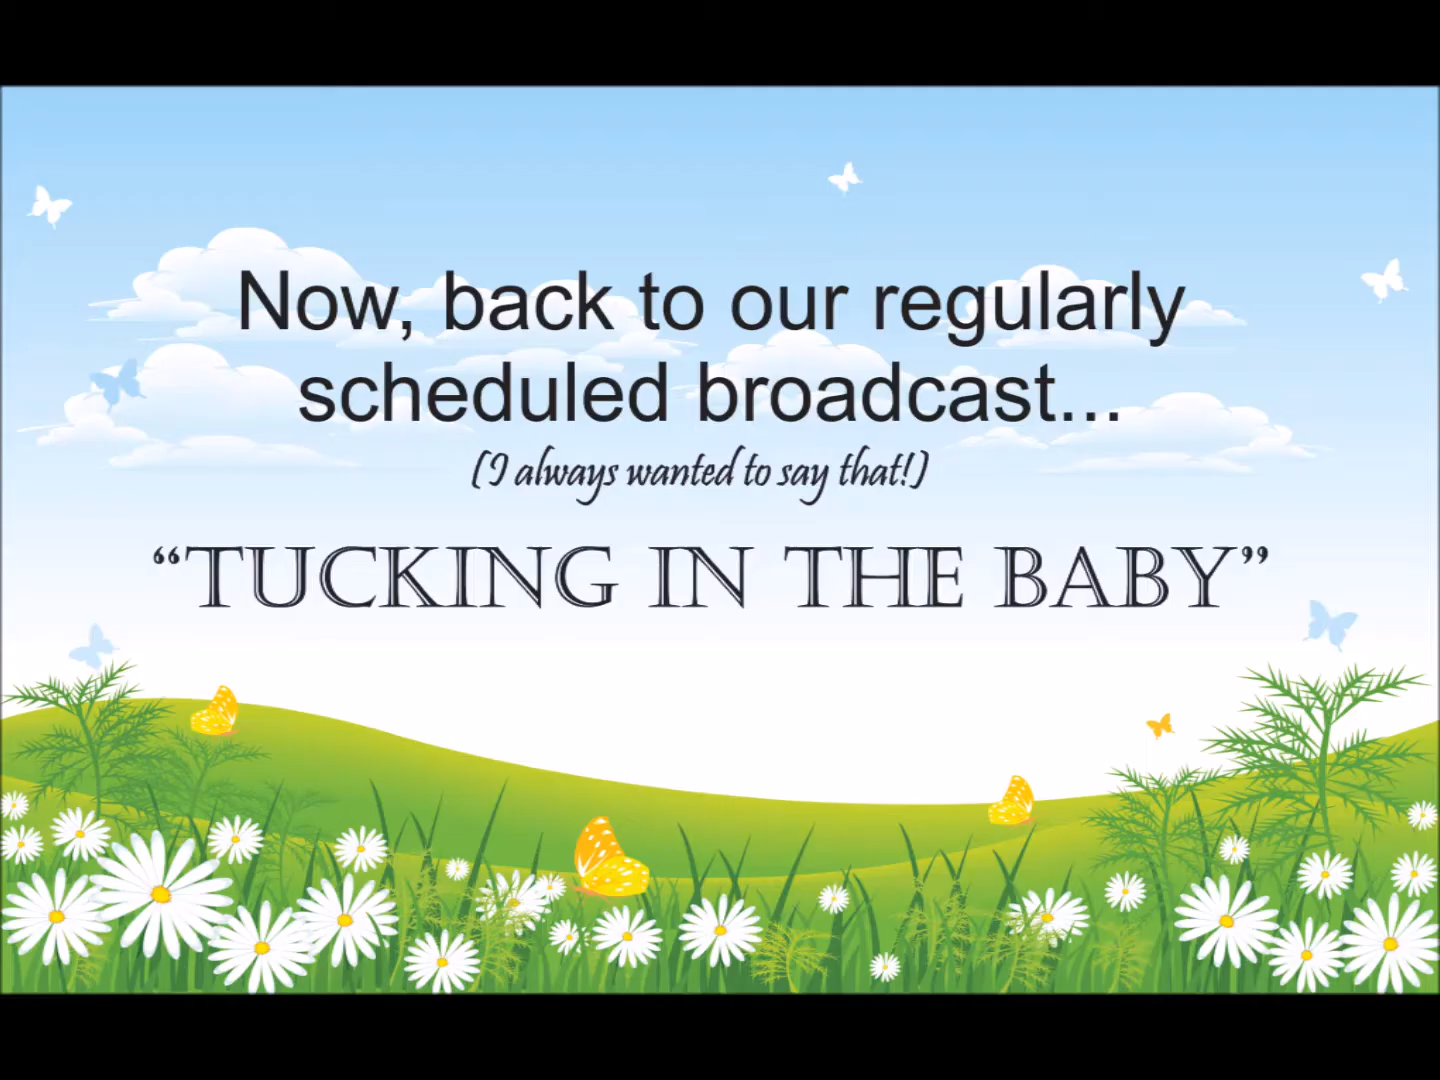 Now, back to our regularly
scheduled broadcast...
(I always wanted to say that!)
“TUCKING IN THE BABY”